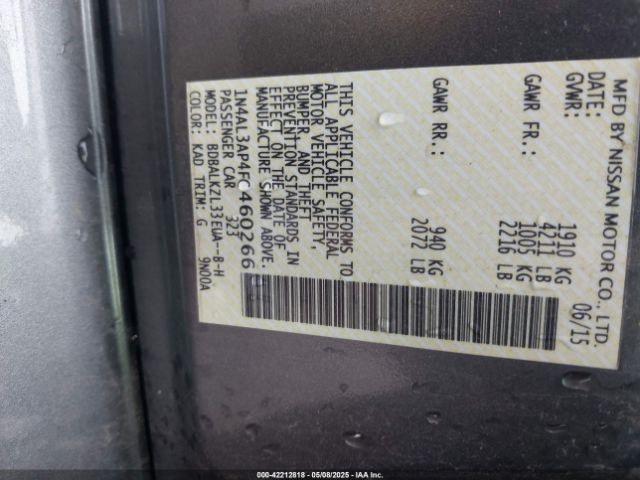 MFD BY NISSAN MOTOR CO., LTD.
DATE: 06/15
GVWR: 1910 KG
4211 LB
GAWR FR: 1005 KG
2216 LB
GAWR RR: 940 KG
2072 LB
THIS VEHICLE CONFORMS TO
ALL APPLICABLE FEDERAL
MOTOR VEHICLE SAFETY,
BUMPER, AND THEFT
PREVENTION STANDARDS IN
EFFECT ON THE DATE OF
MANUFACTURE SHOWN ABOVE.
1N4AL3AP4FC460266
PASSENGER CAR 323
MODEL: BDBALKZL33EUA--B-H
COLOR: KAD TRIM: G 9N00A
000-42212818 - 05/08/2025 - IAA Inc.